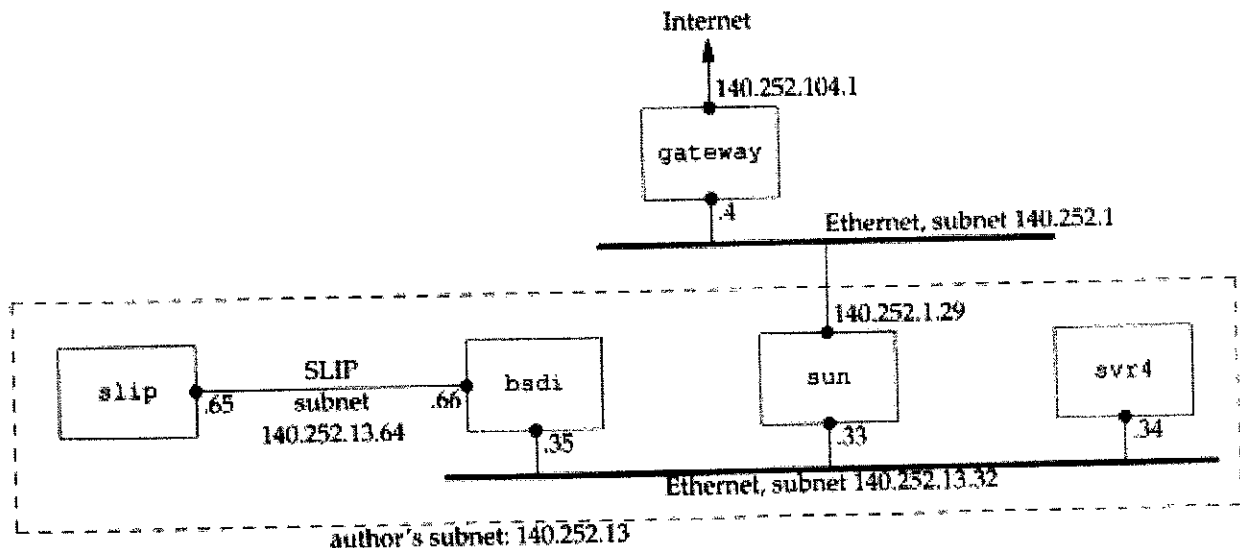 Internet
140.252.104.1
gateway
.4
Ethernet, subnet 140.252.1
140.252.1.29
slip
SLIP
bsdi
sun
svr4
.65
subnet
.66
140.252.13.64
.35
.33
.34
Ethernet, subnet 140.252.13.32
author's subnet: 140.252.13